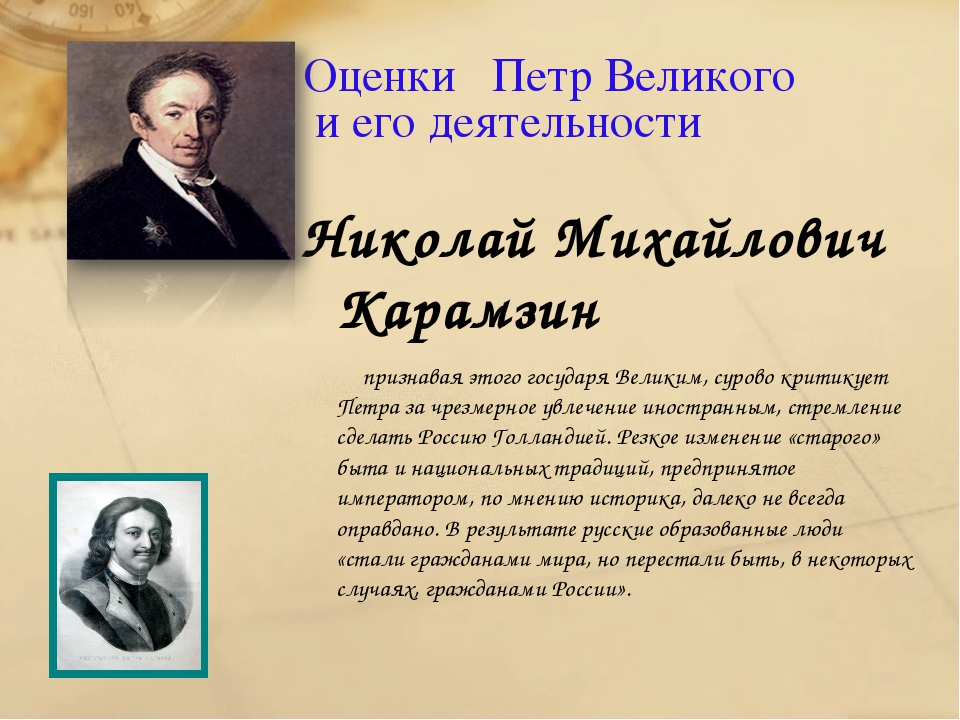 Оценки Петр Великого
и его деятельности
Николай Михайлович
Карамзин
признавая этого государя Великим, сурово критикует
Петра за чрезмерное увлечение иностранным, стремление
сделать Россию Голландией. Резкое изменение «старого»
быта и национальных традиций, предпринятое
императором, по мнению историка, далеко не всегда
оправдано. В результате русские образованные люди
«стали гражданами мира, но перестали быть, в некоторых
случаях, гражданами России».